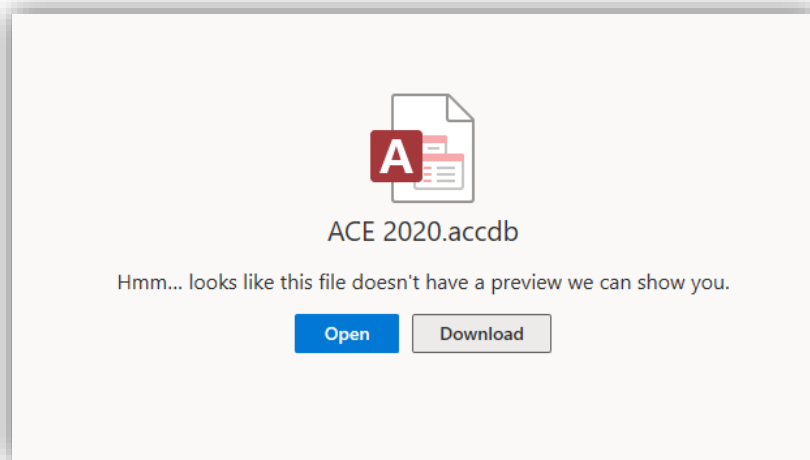 A
ACE 2020.accdb
Hmm... looks like this file doesn't have a preview we can show you.
Open Download